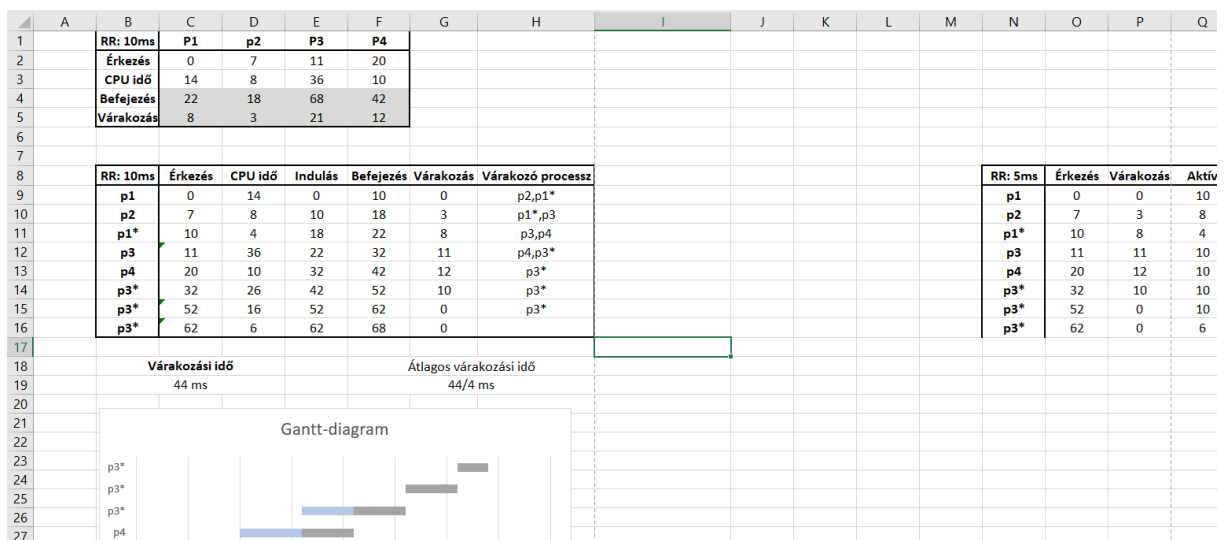 A B C D E F G H I J K L M N O P Q
1 RR: 10ms P1 p2 P3 P4
2 Érkezés 0 7 11 20
3 CPU idő 14 8 36 10
4 Befejezés 22 18 68 42
5 Várakozás 8 3 21 12
6
7
8 RR: 10ms Érkezés CPU idő Indulás Befejezés Várakozás Várakozó processz RR: 5ms Érkezés Várakozás Aktív
9 p1 0 14 0 10 0 p2,p1* p1 0 0 10
10 p2 7 8 10 18 3 p1*,p3 p2 7 3 8
11 p1* 10 4 18 22 8 p3,p4 p1* 10 8 4
12 p3 11 36 22 32 11 p4,p3* p3 11 11 10
13 p4 20 10 32 42 12 p3* p4 20 12 10
14 p3* 32 26 42 52 10 p3* p3* 32 10 10
15 p3* 52 16 52 62 0 p3* p3* 52 0 10
16 p3* 62 6 62 68 0 p3* 62 0 6
17
18 Várakozási idő Átlagos várakozási idő
19 44 ms 44/4 ms
20
21 Gantt-diagram
22
23 p3*
24 p3*
25
26 p3*
27 p4